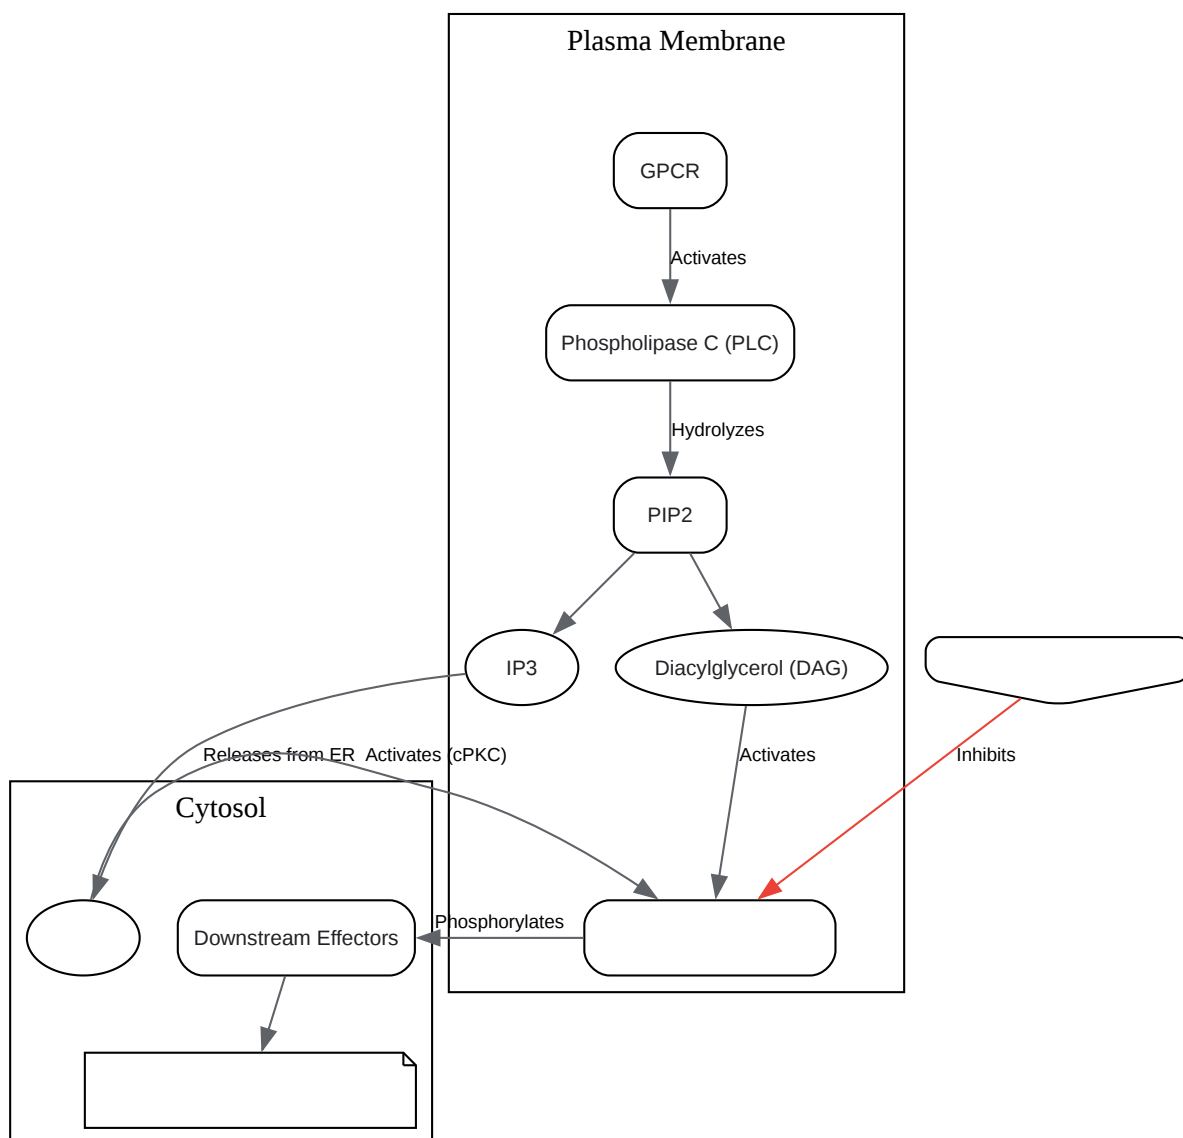 Plasma Membrane
GPCR
Activates
Phospholipase C (PLC)
Hydrolyzes
PIP2
IP3
Diacylglycerol (DAG)
Releases from ER
Activates (cPKC)
Activates
Inhibits
Cytosol
Phosphorylates
Downstream Effectors